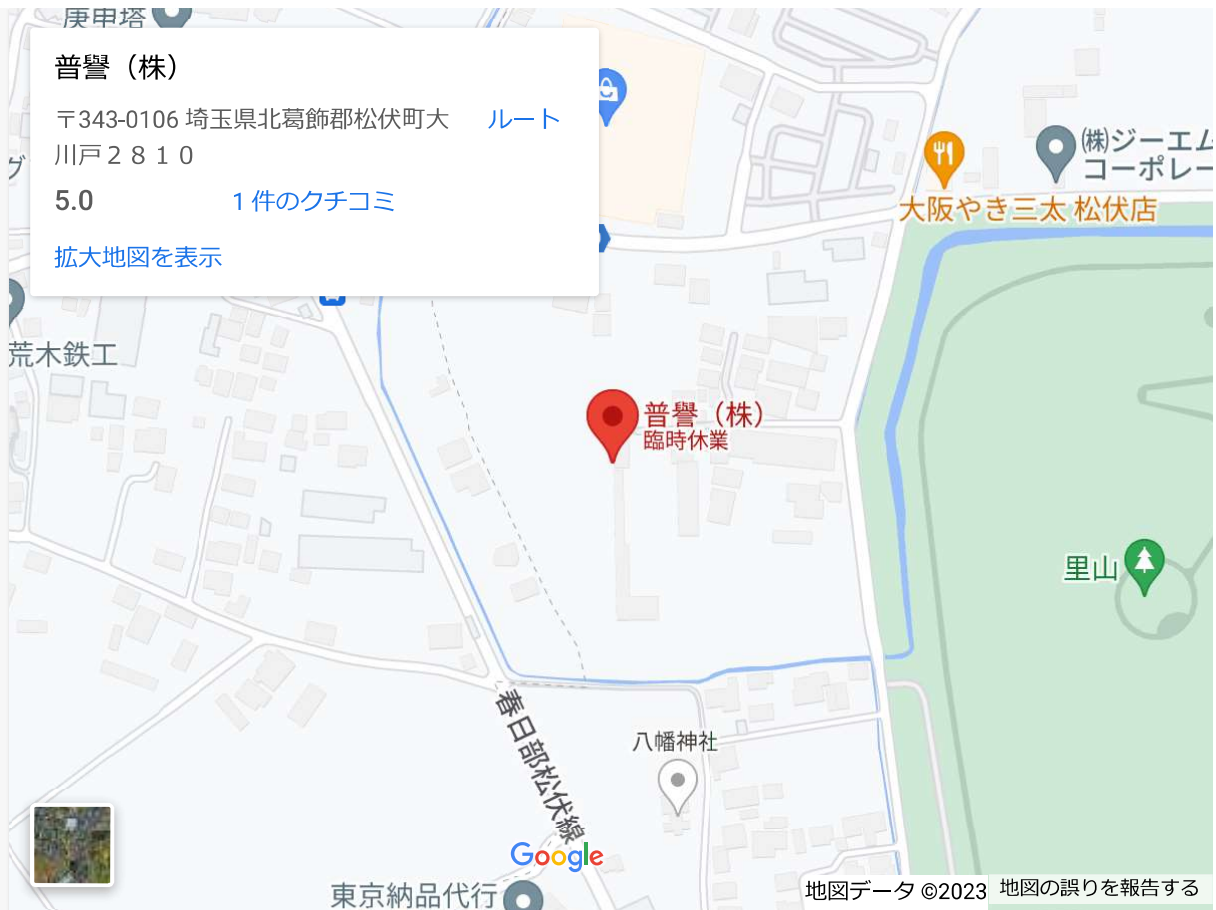 庚申塔
普譽（株）
〒343-0106 埼玉県北葛飾郡松伏町大
川戸２８１０
ルート
5.0
1 件のクチコミ
拡大地図を表示
グ
(株)ジーエム
コーポレー
大阪やき三太 松伏店
荒木鉄工
普譽（株）
臨時休業
里山
春日部松伏線
八幡神社
Google
東京納品代行
地図データ ©2023
地図の誤りを報告する